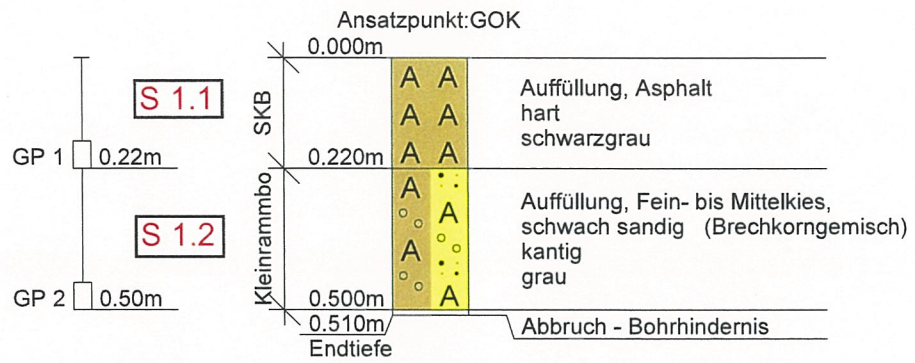 Ansatzpunkt:GOK
0.000m
S 1.1
SKB
A A
A A
A A
Auffüllung, Asphalt
hart
schwarzgrau
GP 1 0.22m
0.220m
S 1.2
Kleinrammbo
A
A
A
A
Auffüllung, Fein- bis Mittelkies,
schwach sandig (Brechkorngemisch)
kantig
grau
GP 2 0.50m
0.500m
0.510m
Endtiefe
Abbruch - Bohrhindernis